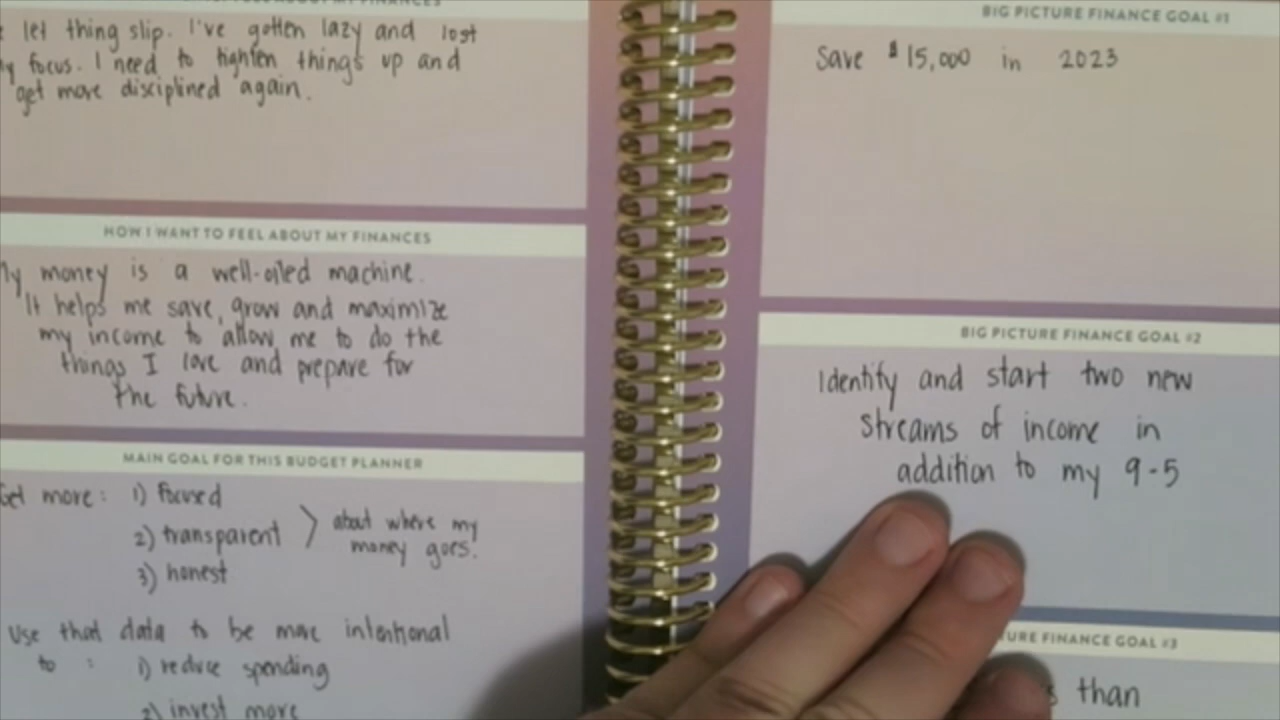 FINANCES
let thing slip. I've gotten lazy and lost
my focus. I need to tighten things up and
get more disciplined again.
HOW I WANT TO FEEL ABOUT MY FINANCES
My money is a well-oiled machine.
It helps me save, grow and maximize
my income to allow me to do the
things I love and prepare for
the future.
MAIN GOAL FOR THIS BUDGET PLANNER
Get more: 1) focused
2) transparent
3) honest
about where my
money goes.
Use that data to be more intentional
to : 1) reduce spending
2) invest more
BIG PICTURE FINANCE GOAL #1
Save $15,000 in 2023
BIG PICTURE FINANCE GOAL #2
Identify and start two new
streams of income in
addition to my 9-5
FINANCE GOAL #3
than